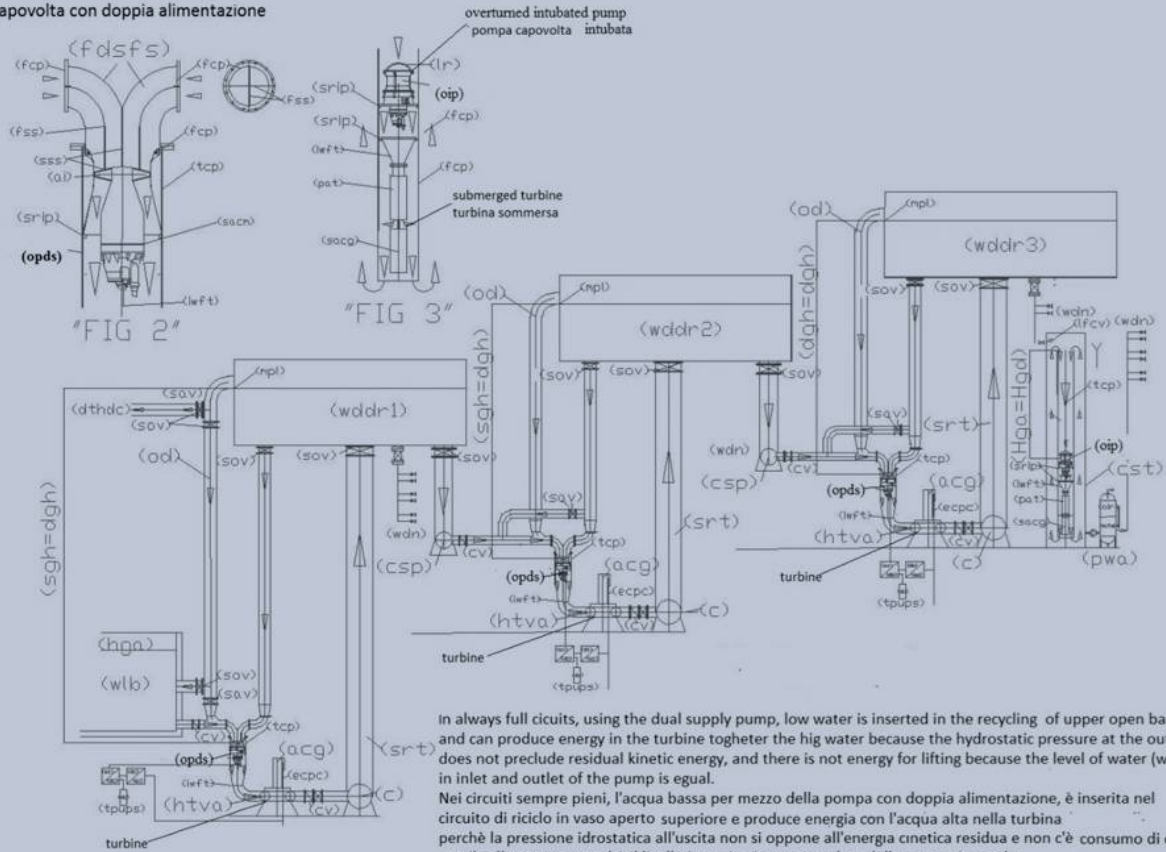 apovolta con doppia alimentazione
overturned intubated pump
pompa capovolta intubata
(fdsfs)
(fcp)
(fcp)
(fss)
(fss)
(sss)
(ai)
(fcp)
(tcp)
(srip)
(sacn)
(opds)
(lwft)
"FIG 2"
(lr)
(oip)
(srip)
(srip)
(fcp)
(lwft)
(pat)
(fcp)
submerged turbine
turbina sommersa
(sacg)
"FIG 3"
(od)
(mpl)
(wddr3)
(sov)
(sov)
(wdn)
(lfcv)
(wdn)
(dgh=dgh)
(Hga=Hgd)
Y
(tcp)
(sav)
(srt)
(oip)
(tcp)
(srip)
(lwft)
(pat)
(sacg)
(cst)
(pwa)
(opds)
(acg)
(ecpc)
(lwft)
(htva)
(cv)
(c)
turbine
(tpups)
(od)
(mpl)
(wddr2)
(sov)
(sov)
(sov)
(sgh=dgh)
(wdn)
(csp)
(cv)
(sav)
(srt)
(tcp)
(opds)
(acg)
(ecpc)
(lwft)
(htva)
(cv)
(c)
turbine
(tpups)
(mpl)
(sav)
(dthdc)
(sov)
(wddr1)
(od)
(sov)
(sov)
(sov)
(wdn)
(csp)
(cv)
(sgh=dgh)
(hga)
(wlb)
(sov)
(sav)
(cv)
(tcp)
(opds)
(acg)
(ecpc)
(srt)
(lwft)
(htva)
(cv)
(c)
(tpups)
turbine
In always full cicuits, using the dual supply pump, low water is inserted in the recycling of upper open ba
and can produce energy in the turbine togheter the hig water because the hydrostatic pressure at the ou
does not preclude residual kinetic energy, and there is not energy for lifting because the level of water (w
in inlet and outlet of the pump is egual.
Nei circuiti sempre pieni, l'acqua bassa per mezzo della pompa con doppia alimentazione, è inserita nel
circuito di riciclo in vaso aperto superiore e produce energia con l'acqua alta nella turbina
perchè la pressione idrostatica all'uscita non si oppone all'energia cinetica residua e non c'è consumo di